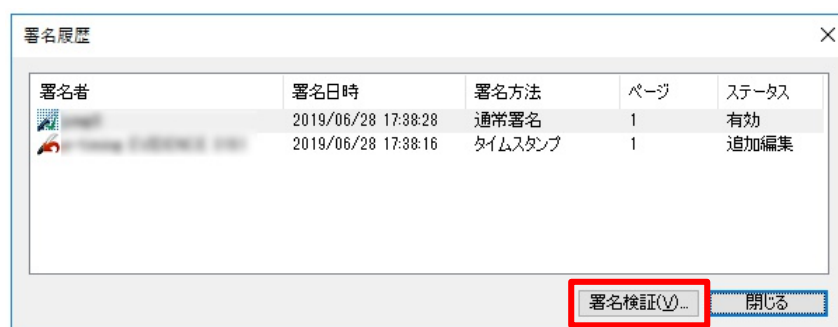 署名履歴
署名者 署名日時 署名方法 ページ ステータス
2019/06/28 17:38:28 通常署名 1 有効
2019/06/28 17:38:16 タイムスタンプ 1 追加編集
署名検証(V)... 閉じる